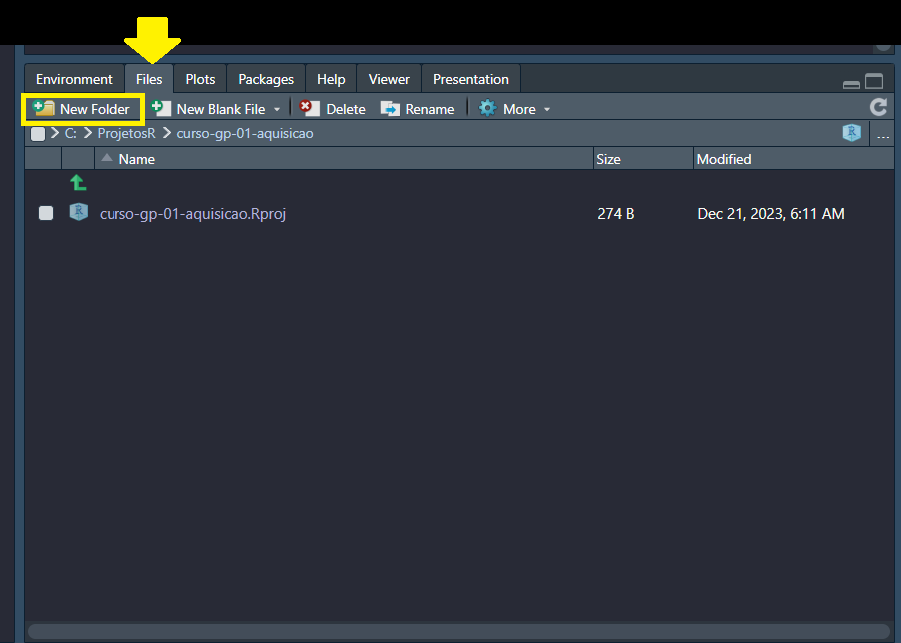 Environment Files Plots Packages Help Viewer Presentation
New Folder New Blank File Delete Rename More
C: ProjetosR curso-gp-01-aquisicao R ...
Name Size Modified
R curso-gp-01-aquisicao.Rproj 274 B Dec 21, 2023, 6:11 AM